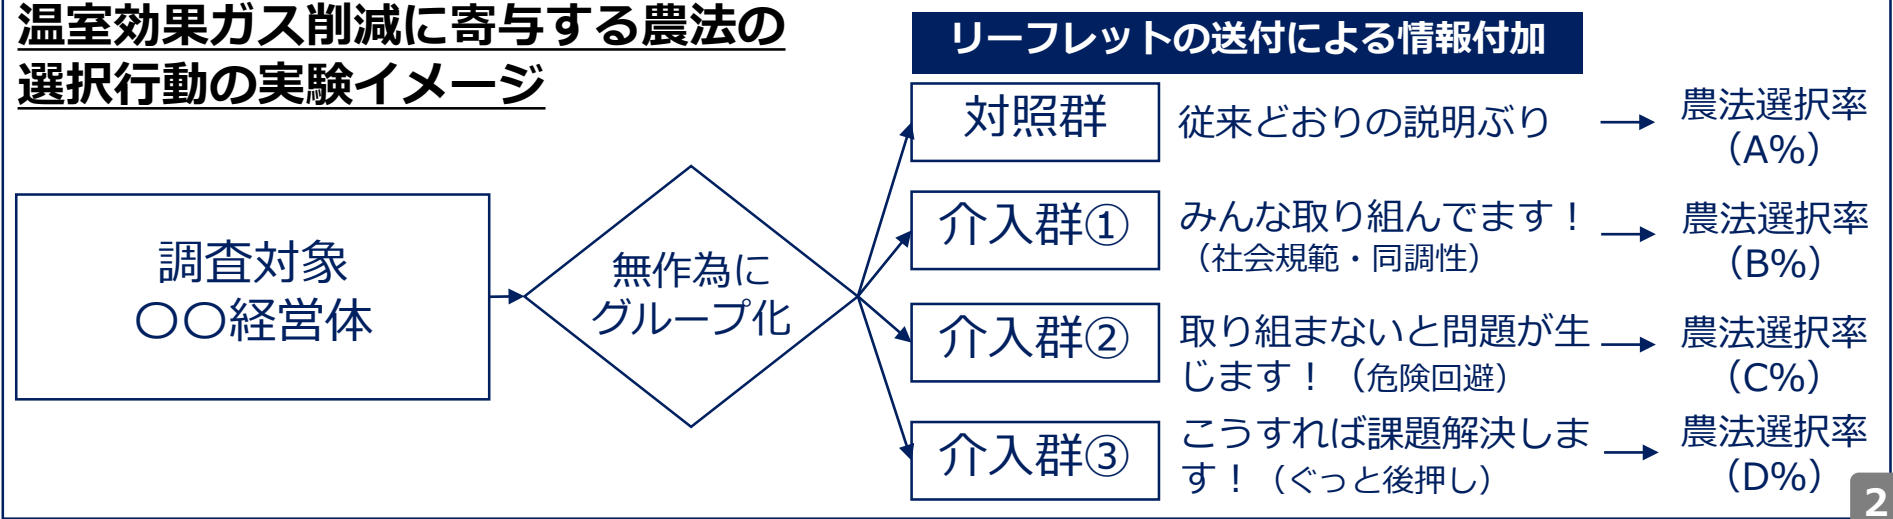 温室効果ガス削減に寄与する農法の
選択行動の実験イメージ
リーフレットの送付による情報付加
調査対象
〇〇経営体
無作為に
グループ化
対照群
従来どおりの説明ぶり
農法選択率
（A%）
介入群①
みんな取り組んでます！
（社会規範・同調性）
農法選択率
（B%）
介入群②
取り組まないと問題が生
じます！（危険回避）
農法選択率
（C%）
介入群③
こうすれば課題解決しま
す！（ぐっと後押し）
農法選択率
（D%）
2